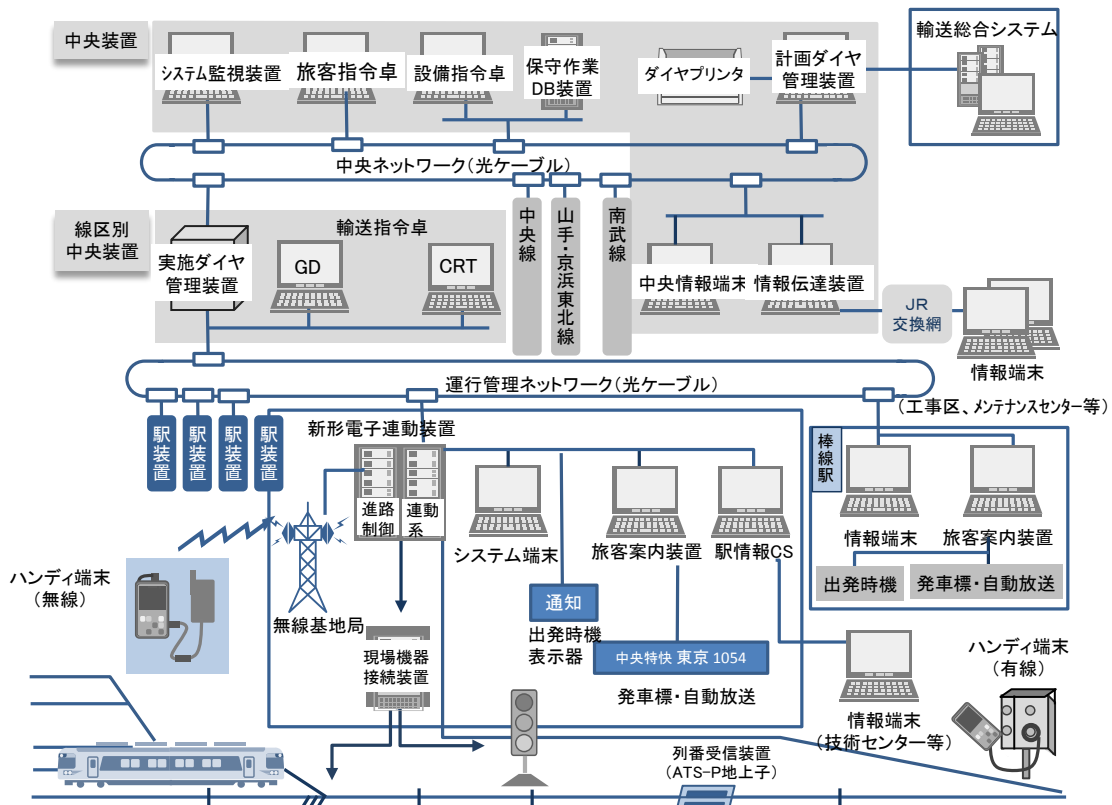 中央装置
システム監視装置
旅客指令卓
設備指令卓
保守作業
DB装置
ダイヤプリンタ
計画ダイヤ
管理装置
輸送総合システム
中央ネットワーク(光ケーブル)
線区別
中央装置
実施ダイヤ
管理装置
輸送指令卓
GD
CRT
中央線
山手・京浜東北線
南武線
中央情報端末
情報伝達装置
JR
交換網
情報端末
(工事区、メンテナンスセンター等)
運行管理ネットワーク(光ケーブル)
駅装置
駅装置
駅装置
駅装置
新形電子連動装置
進路
制御
連動
系
システム端末
旅客案内装置
駅情報CS
棒線駅
情報端末
旅客案内装置
出発時機
発車標・自動放送
ハンディ端末
(無線)
無線基地局
通知
出発時機
表示器
中央特快 東京 1054
発車標・自動放送
現場機器
接続装置
情報端末
(技術センター等)
ハンディ端末
(有線)
列番受信装置
(ATS-P地上子)